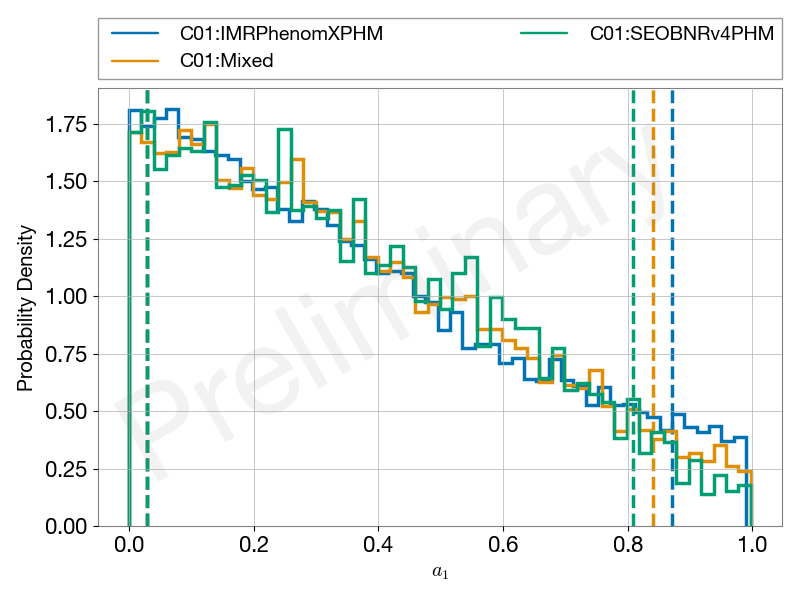 C01:IMRPhenomXPHM
C01:SEOBNRv4PHM
C01:Mixed
Preliminary
Probability Density
1.75
1.50
1.25
1.00
0.75
0.50
0.25
0.00
0.0 0.2 0.4 0.6 0.8 1.0
a₁